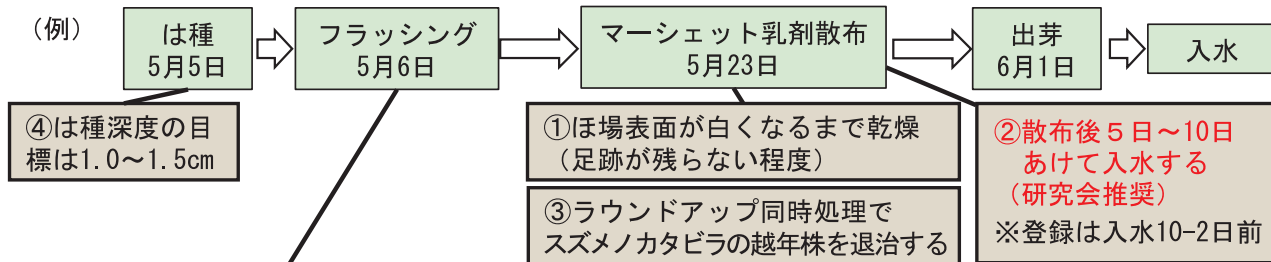 (例)
は種
5月5日
フラッシング
5月6日
マーシェット乳剤散布
5月23日
出芽
6月1日
入水
④は種深度の目
標は1.0～1.5cm
①ほ場表面が白くなるまで乾燥
（足跡が残らない程度）
③ラウンドアップ同時処理で
スズメノカタビラの越年株を退治する
②散布後５日～10日
あけて入水する
（研究会推奨）
※登録は入水10-2日前